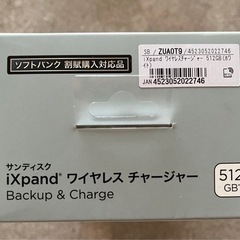 ソフトバンク 割賦購入対応品
SB / ZUA0T9 /4523052022746
iXpand ワイヤレスチャージャー 512GB(ホワイト)
JAN 4523052022746
サンディスク
iXpand® ワイヤレス チャージャー
Backup & Charge
512
GB